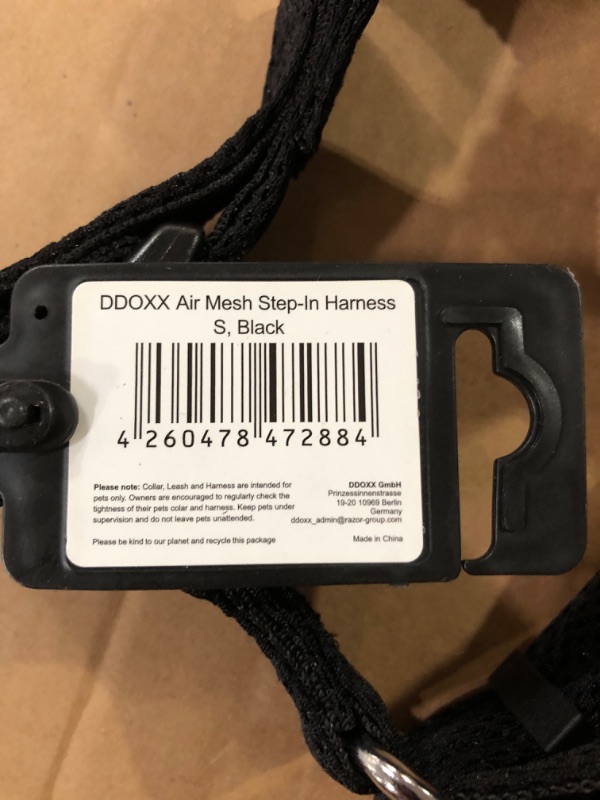 DDOXX Air Mesh Step-In Harness
S, Black
4 260478 472884
Please note: Collar, Leash and Harness are intended for
pets only. Owners are encouraged to regularly check the
tightness of their pets colar and harness. Keep pets under
supervision and do not leave pets unattended.
Please be kind to our planet and recycle this package
DDOXX GmbH
Prinzessinnenstrasse
19-20 10969 Berlin
Germany
ddoxx_admin@razor-group.com
Made in China